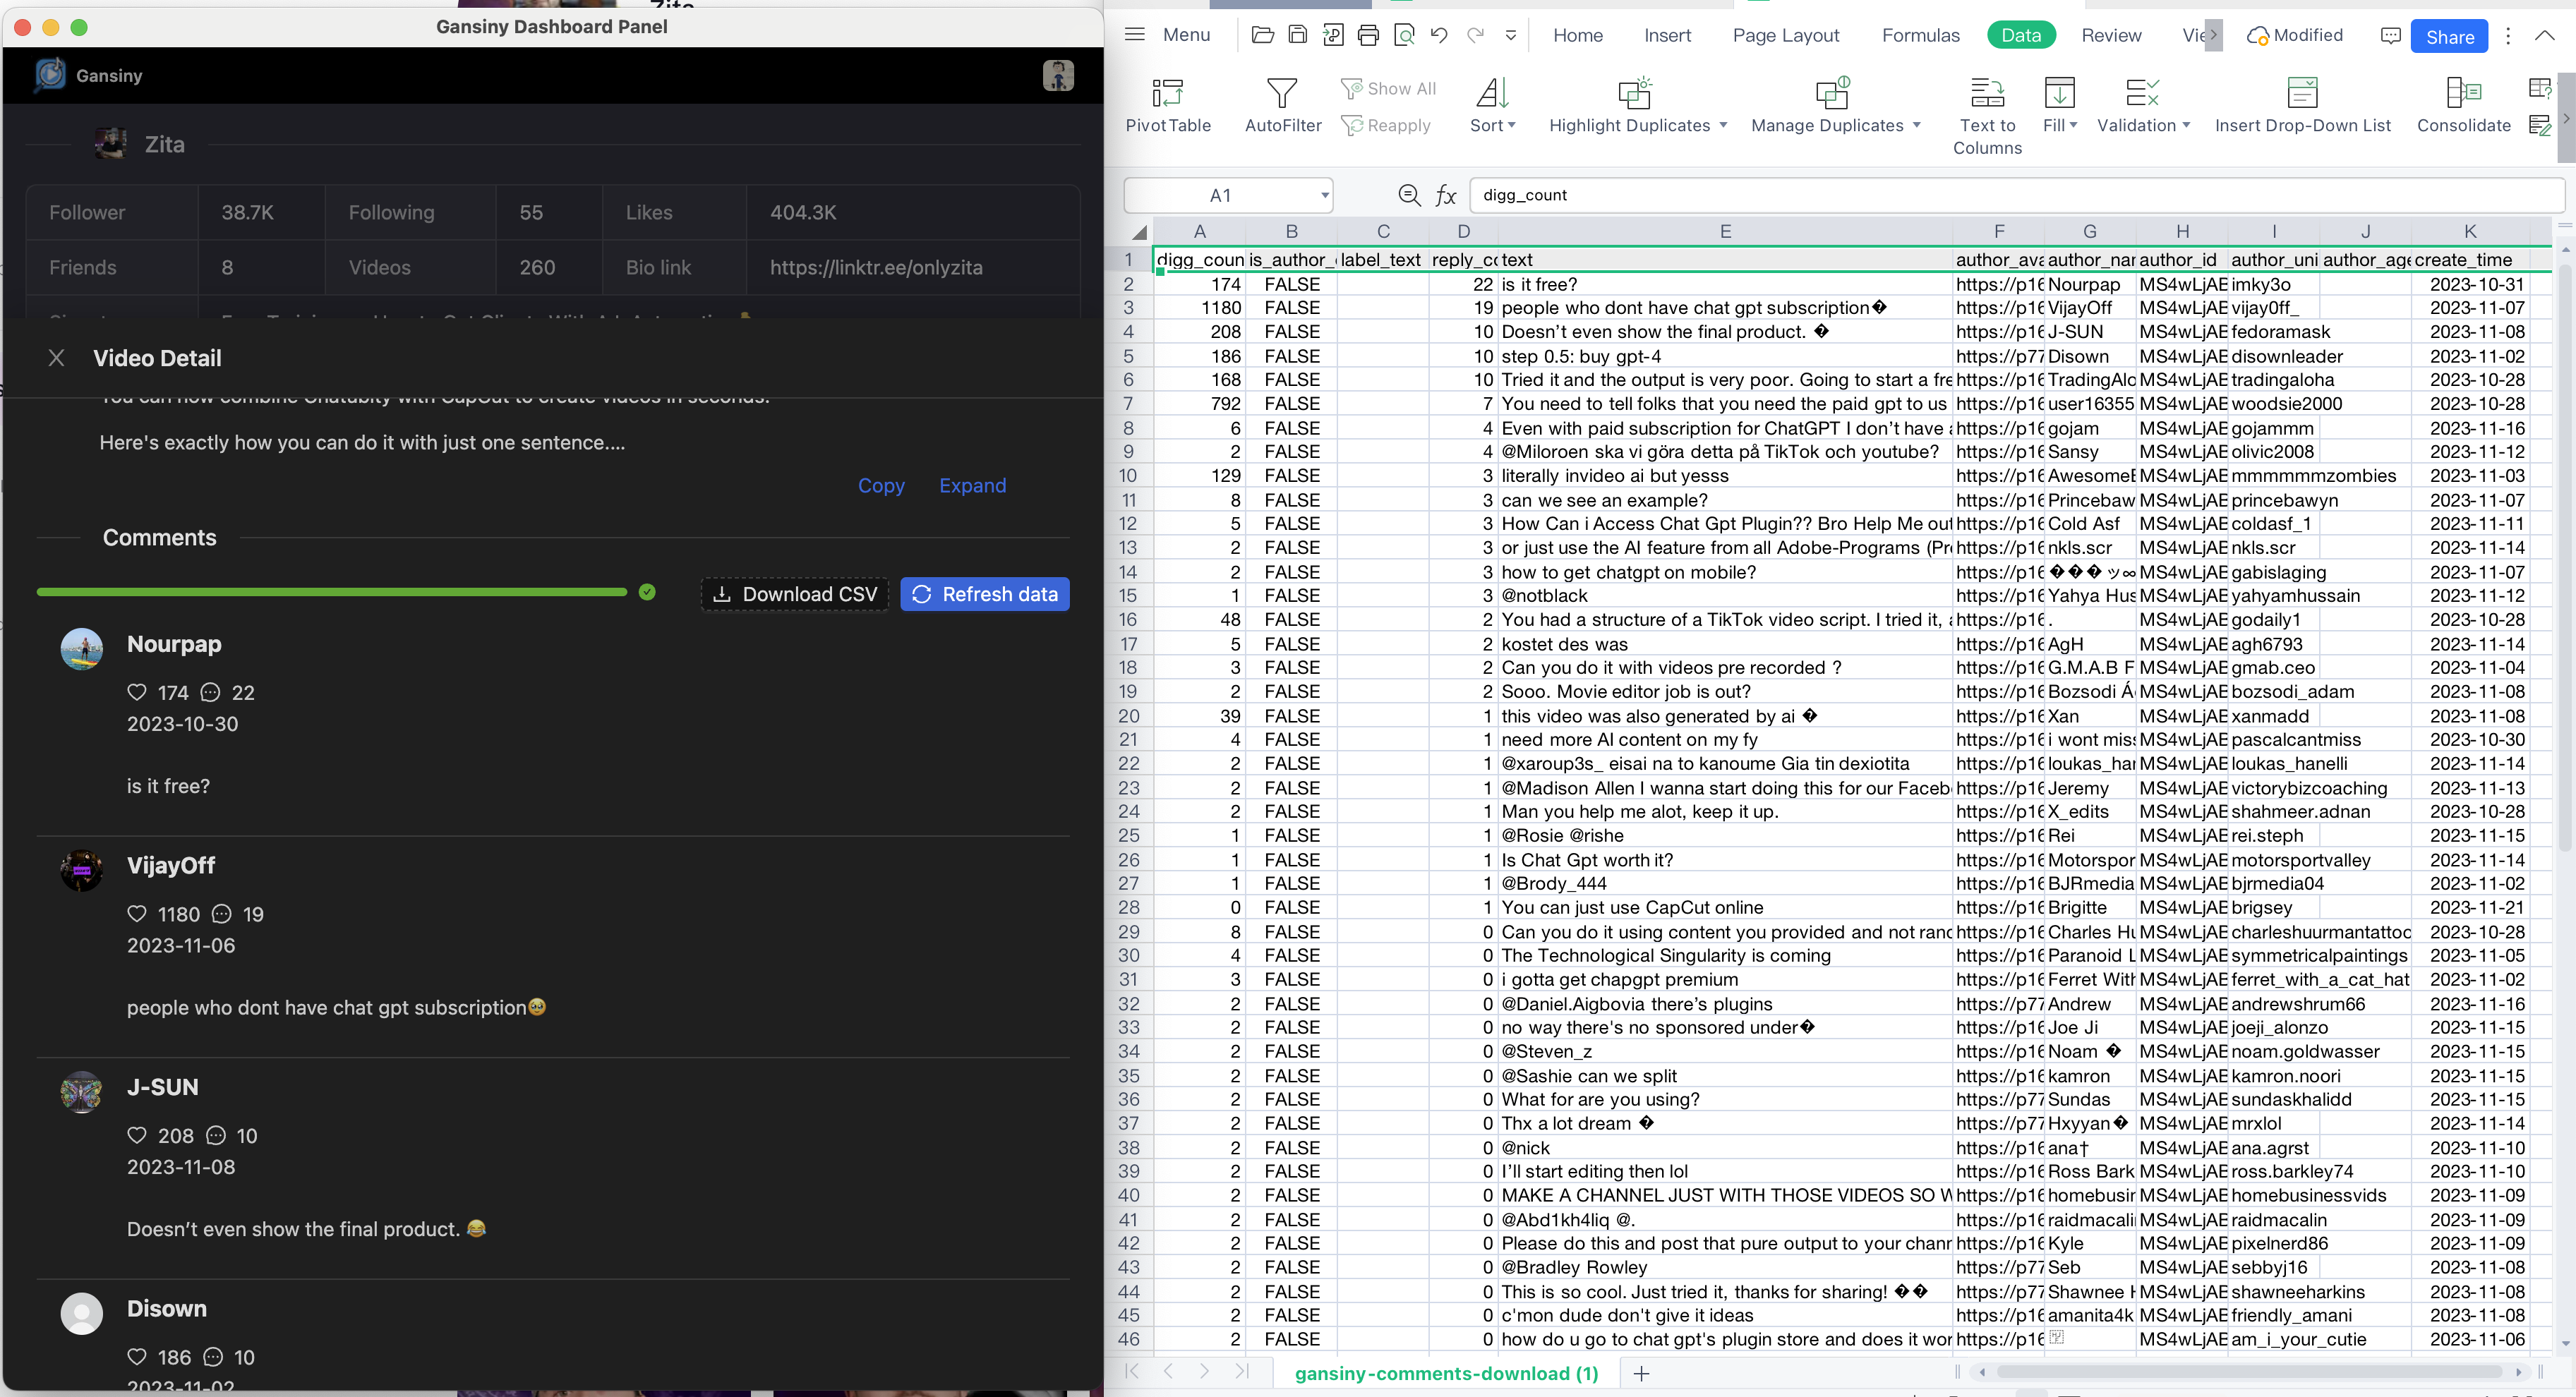 Zita
Gansiny Dashboard Panel
Gansiny
Zita
Follower 38.7K Following 55 Likes 404.3K
Friends 8 Videos 260 Bio link https://linktr.ee/onlyzita
Video Detail
You can now combine Chatubity with CapCut to create videos in seconds.
Here's exactly how you can do it with just one sentence....
Copy Expand
Comments
Download CSV Refresh data
Nourpap
174 22
2023-10-30
is it free?
VijayOff
1180 19
2023-11-06
people who dont have chat gpt subscription🥹
J-SUN
208 10
2023-11-08
Doesn’t even show the final product. 😂
Disown
186 10
2023-11-02
Menu Home Insert Page Layout Formulas Data Review Modified Share
PivotTable AutoFilter Show All Reapply Sort Highlight Duplicates Manage Duplicates Text to Columns Fill Validation Insert Drop-Down List Consolidate
A1 fx digg_count
A B C D E F G H I J K
1 digg_coun is_author_ label_text reply_co text author_ava author_nar author_id author_uni author_age create_time
2 174 FALSE 22 is it free? https://p16 Nourpap MS4wLjAE imky3o 2023-10-31
3 1180 FALSE 19 people who dont have chat gpt subscription� https://p16 VijayOff MS4wLjAE vijay0ff_ 2023-11-07
4 208 FALSE 10 Doesn’t even show the final product. � https://p16 J-SUN MS4wLjAE fedoramask 2023-11-08
5 186 FALSE 10 step 0.5: buy gpt-4 https://p77 Disown MS4wLjAE disownleader 2023-11-02
6 168 FALSE 10 Tried it and the output is very poor. Going to start a fre https://p16 TradingAlo MS4wLjAE tradingaloha 2023-10-28
7 792 FALSE 7 You need to tell folks that you need the paid gpt to us https://p16 user16355 MS4wLjAE woodsie2000 2023-10-28
8 6 FALSE 4 Even with paid subscription for ChatGPT I don’t have a https://p16 gojam MS4wLjAE gojammm 2023-11-16
9 2 FALSE 4 @Miloroen ska vi göra detta på TikTok och youtube? https://p16 Sansy MS4wLjAE olivic2008 2023-11-12
10 129 FALSE 3 literally invideo ai but yesss https://p16 AwesomeE MS4wLjAE mmmmmmzombies 2023-11-03
11 8 FALSE 3 can we see an example? https://p16 Princebaw MS4wLjAE princebawyn 2023-11-07
12 5 FALSE 3 How Can i Access Chat Gpt Plugin?? Bro Help Me out https://p16 Cold Asf MS4wLjAE coldasf_1 2023-11-11
13 2 FALSE 3 or just use the AI feature from all Adobe-Programs (Pr https://p16 nkls.scr MS4wLjAE nkls.scr 2023-11-14
14 2 FALSE 3 how to get chatgpt on mobile? https://p16 ���ッ∞ MS4wLjAE gabislaging 2023-11-07
15 1 FALSE 3 @notblack https://p16 Yahya Hus MS4wLjAE yahyamhussain 2023-11-12
16 48 FALSE 2 You had a structure of a TikTok video script. I tried it, a https://p16 . MS4wLjAE godaily1 2023-10-28
17 5 FALSE 2 kostet des was https://p16 AgH MS4wLjAE agh6793 2023-11-14
18 3 FALSE 2 Can you do it with videos pre recorded ? https://p16 G.M.A.B F MS4wLjAE gmab.ceo 2023-11-04
19 2 FALSE 2 Sooo. Movie editor job is out? https://p16 Bozsodi Á MS4wLjAE bozsodi_adam 2023-11-08
20 39 FALSE 1 this video was also generated by ai � https://p16 Xan MS4wLjAE xanmadd 2023-11-08
21 4 FALSE 1 need more AI content on my fy https://p16 i wont miss MS4wLjAE pascalcantmiss 2023-10-30
22 2 FALSE 1 @xaroup3s_ eisai na to kanoume Gia tin dexiotita https://p16 loukas_har MS4wLjAE loukas_hanelli 2023-11-14
23 2 FALSE 1 @Madison Allen I wanna start doing this for our Faceb https://p16 Jeremy MS4wLjAE victorybizcoaching 2023-11-13
24 2 FALSE 1 Man you help me alot, keep it up. https://p16 X_edits MS4wLjAE shahmeer.adnan 2023-10-28
25 1 FALSE 1 @Rosie @rishe https://p16 Rei MS4wLjAE rei.steph 2023-11-15
26 1 FALSE 1 Is Chat Gpt worth it? https://p16 Motorspor MS4wLjAE motorsportvalley 2023-11-14
27 1 FALSE 1 @Brody_444 https://p16 BJRmedia MS4wLjAE bjrmedia04 2023-11-02
28 0 FALSE 1 You can just use CapCut online https://p16 Brigitte MS4wLjAE brigsey 2023-11-21
29 8 FALSE 0 Can you do it using content you provided and not ranc https://p16 Charles Hu MS4wLjAE charleshuurmantattoo 2023-10-28
30 4 FALSE 0 The Technological Singularity is coming https://p16 Paranoid L MS4wLjAE symmetricalpaintings 2023-11-05
31 3 FALSE 0 i gotta get chapgpt premium https://p16 Ferret With MS4wLjAE ferret_with_a_cat_hat 2023-11-02
32 2 FALSE 0 @Daniel.Aigbovia there’s plugins https://p77 Andrew MS4wLjAE andrewshrum66 2023-11-16
33 2 FALSE 0 no way there's no sponsored under� https://p16 Joe Ji MS4wLjAE joeji_alonzo 2023-11-15
34 2 FALSE 0 @Steven_z https://p16 Noam � MS4wLjAE noam.goldwasser 2023-11-15
35 2 FALSE 0 @Sashie can we split https://p16 kamron MS4wLjAE kamron.noori 2023-11-15
36 2 FALSE 0 What for are you using? https://p77 Sundas MS4wLjAE sundaskhalidd 2023-11-15
37 2 FALSE 0 Thx a lot dream � https://p77 Hxyyan� MS4wLjAE mrxlol 2023-11-14
38 2 FALSE 0 @nick https://p16 ana† MS4wLjAE ana.agrst 2023-11-10
39 2 FALSE 0 I’ll start editing then lol https://p16 Ross Bark MS4wLjAE ross.barkley74 2023-11-10
40 2 FALSE 0 MAKE A CHANNEL JUST WITH THOSE VIDEOS SO W https://p16 homebusir MS4wLjAE homebusinessvids 2023-11-09
41 2 FALSE 0 @Abd1kh4liq @. https://p16 raidmacali MS4wLjAE raidmacalin 2023-11-09
42 2 FALSE 0 Please do this and post that pure output to your chanr https://p16 Kyle MS4wLjAE pixelnerd86 2023-11-09
43 2 FALSE 0 @Bradley Rowley https://p77 Seb MS4wLjAE sebbyj16 2023-11-08
44 2 FALSE 0 This is so cool. Just tried it, thanks for sharing! �� https://p77 Shawnee H MS4wLjAE shawneeharkins 2023-11-08
45 2 FALSE 0 c'mon dude don't give it ideas https://p16 amanita4k MS4wLjAE friendly_amani 2023-11-08
46 2 FALSE 0 how do u go to chat gpt's plugin store and does it wor https://p16 MS4wLjAE am_i_your_cutie 2023-11-06
gansiny-comments-download (1)